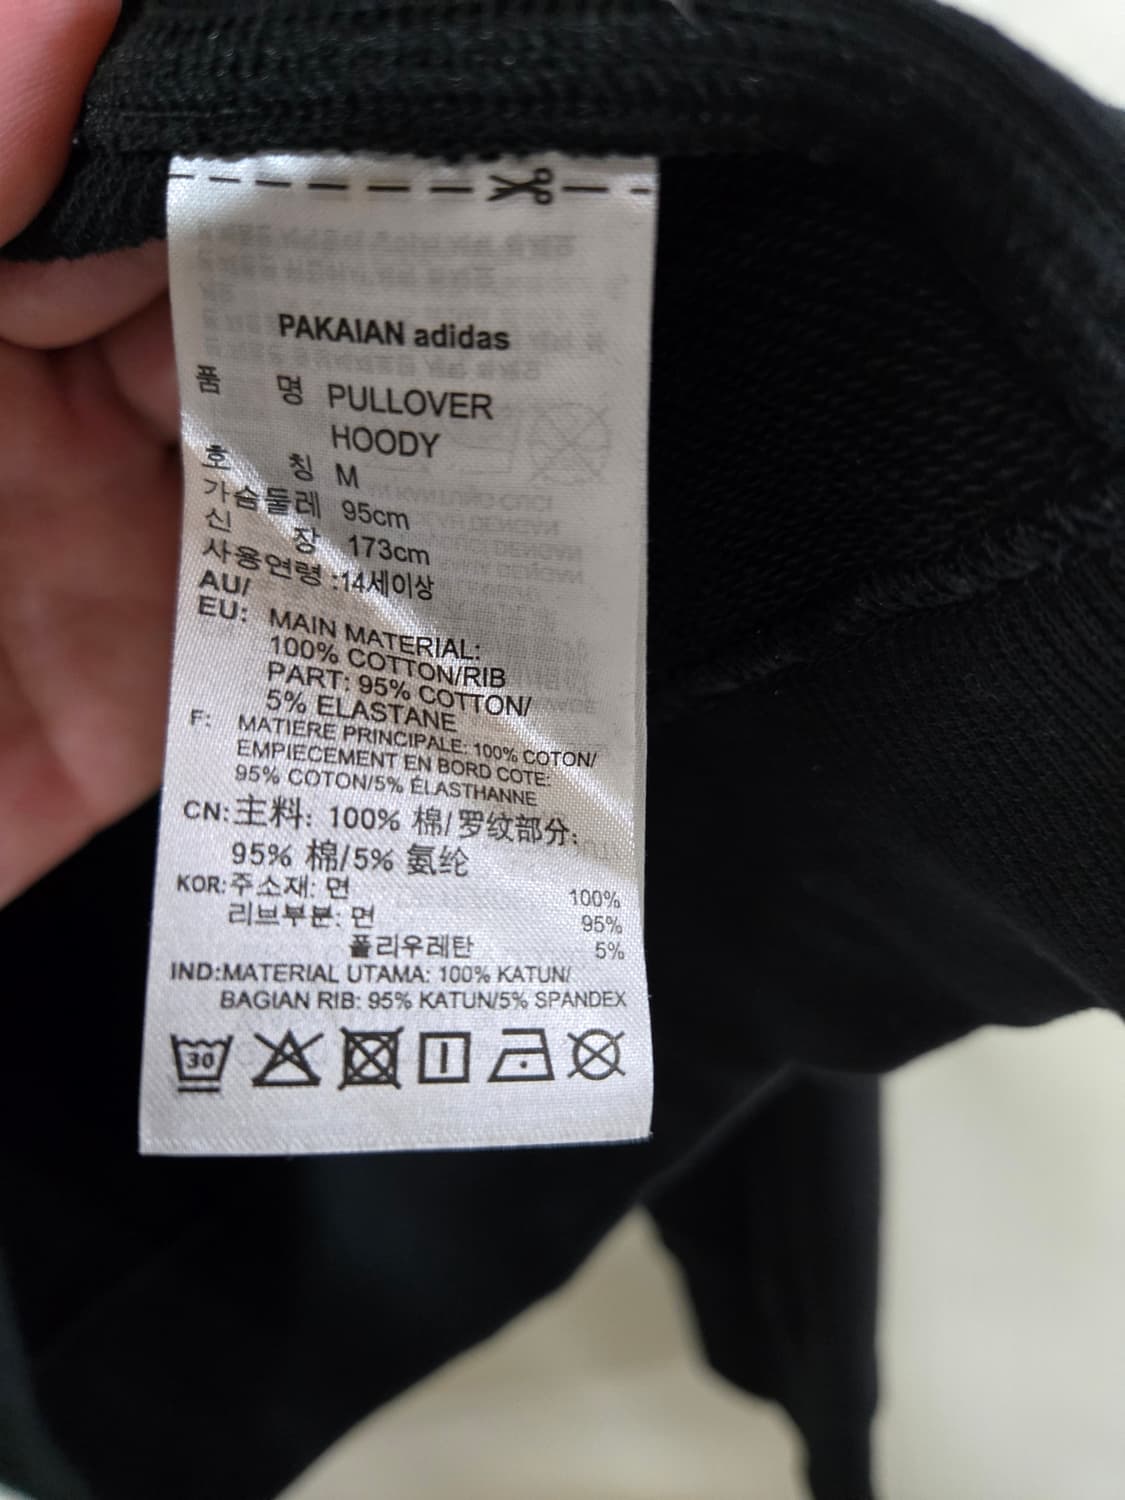 PAKAIAN adidas
품 명 PULLOVER
HOODY
호 칭 M
가슴둘레 95cm
신 장 173cm
사용연령 :14세이상
AU/
EU: MAIN MATERIAL:
100% COTTON/RIB
PART: 95% COTTON/
5% ELASTANE
F: MATIERE PRINCIPALE: 100% COTON/
EMPIECEMENT EN BORD COTE:
95% COTON/5% ÉLASTHANNE
CN:主料: 100% 棉/罗纹部分:
95% 棉/5% 氨纶
KOR:주소재: 면 100%
리브부분: 면 95%
폴리우레탄 5%
IND:MATERIAL UTAMA: 100% KATUN/
BAGIAN RIB: 95% KATUN/5% SPANDEX
30